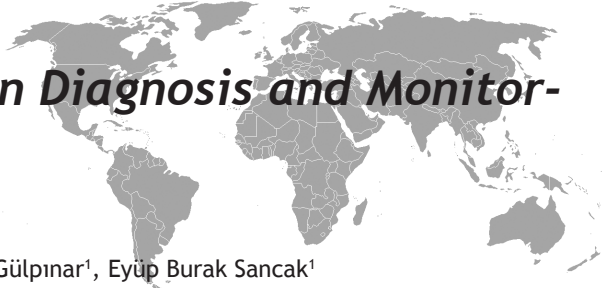 n Diagnosis and Monitor-
Gülpınar¹, Eyüp Burak Sancak¹